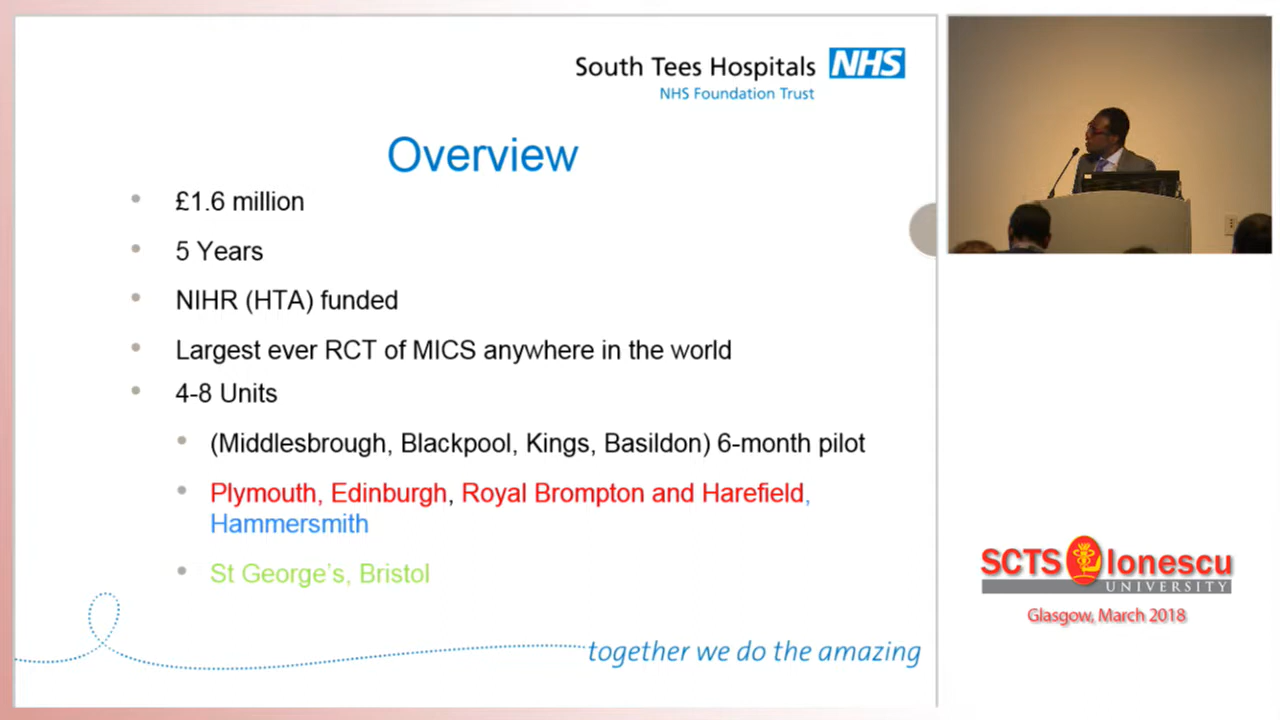 South Tees Hospitals NHS
NHS Foundation Trust
Overview
£1.6 million
5 Years
NIHR (HTA) funded
Largest ever RCT of MICS anywhere in the world
4-8 Units
(Middlesbrough, Blackpool, Kings, Basildon) 6-month pilot
Plymouth, Edinburgh, Royal Brompton and Harefield,
Hammersmith
St George's, Bristol
together we do the amazing
SCTS Ionescu
UNIVERSITY
Glasgow, March 2018